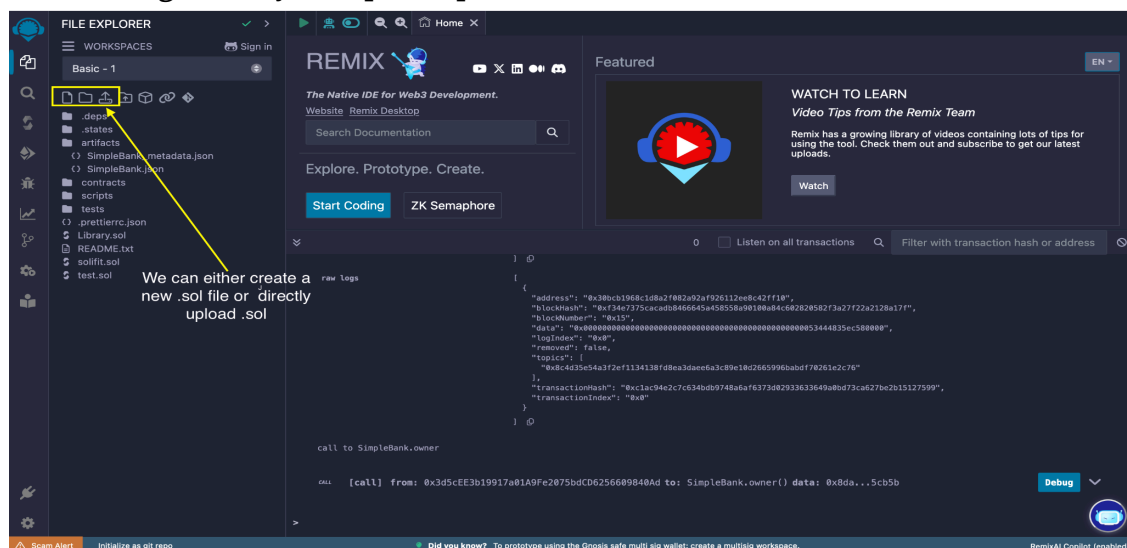 FILE EXPLORER
WORKSPACES
Sign in
Basic - 1
.deps
.states
artifacts
SimpleBank_metadata.json
SimpleBank.json
contracts
scripts
tests
.prettierrc.json
Library.sol
README.txt
solifit.sol
test.sol
We can either create a
new .sol file or directly
upload .sol
Home
REMIX
The Native IDE for Web3 Development.
Website Remix Desktop
Search Documentation
Explore. Prototype. Create.
Start Coding ZK Semaphore
Featured
EN
WATCH TO LEARN
Video Tips from the Remix Team
Remix has a growing library of videos containing lots of tips for
using the tool. Check them out and subscribe to get our latest
uploads.
Watch
0 Listen on all transactions Filter with transaction hash or address
]
raw logs [
{
"address": "0x30bcb1968c1d8a2f082a92af926112ee8c42ff10",
"blockHash": "0xf34e7375cacadb8466645a458558a90100a84c602820582f3a27f22a2128a17f",
"blockNumber": "0x15",
"logIndex": "0x0",
"removed": false,
"topics": [
"0x8c4d35e54a3f2ef1134138fd8ea3daee6a3c89e10d2665996babdf70261e2c76"
],
"transactionHash": "0xc1ac94e2c7c634bdb9748a6af6373d02933633649a0bd73ca627be2b15127599",
"transactionIndex": "0x0"
}
]
call to SimpleBank.owner
CALL [call] from: 0x3d5cEE3b19917a01A9Fe2075bdCD6256609840Ad to: SimpleBank.owner() data: 0x8da...5cb5b
Debug
>
Scam Alert Initialize as git repo Did you know? To prototype using the Gnosis safe multi sig wallet: create a multisig workspace. RemixAI Copilot (enabled